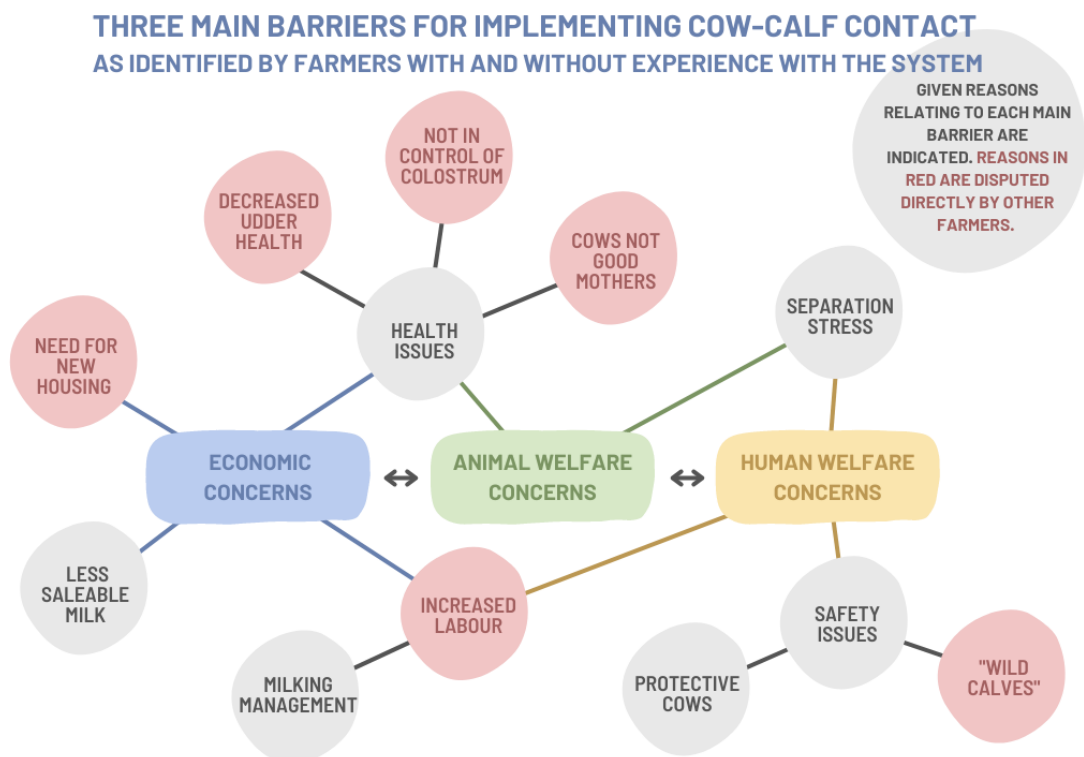 THREE MAIN BARRIERS FOR IMPLEMENTING COW-CALF CONTACT
AS IDENTIFIED BY FARMERS WITH AND WITHOUT EXPERIENCE WITH THE SYSTEM
GIVEN REASONS
RELATING TO EACH MAIN
BARRIER ARE
INDICATED. REASONS IN
RED ARE DISPUTED
DIRECTLY BY OTHER
FARMERS.
NOT IN
CONTROL OF
COLOSTRUM
DECREASED
UDDER
HEALTH
COWS NOT
GOOD
MOTHERS
HEALTH
ISSUES
SEPARATION
STRESS
NEED FOR
NEW
HOUSING
ECONOMIC
CONCERNS
ANIMAL WELFARE
CONCERNS
HUMAN WELFARE
CONCERNS
LESS
SALEABLE
MILK
INCREASED
LABOUR
SAFETY
ISSUES
MILKING
MANAGEMENT
PROTECTIVE
COWS
"WILD
CALVES"